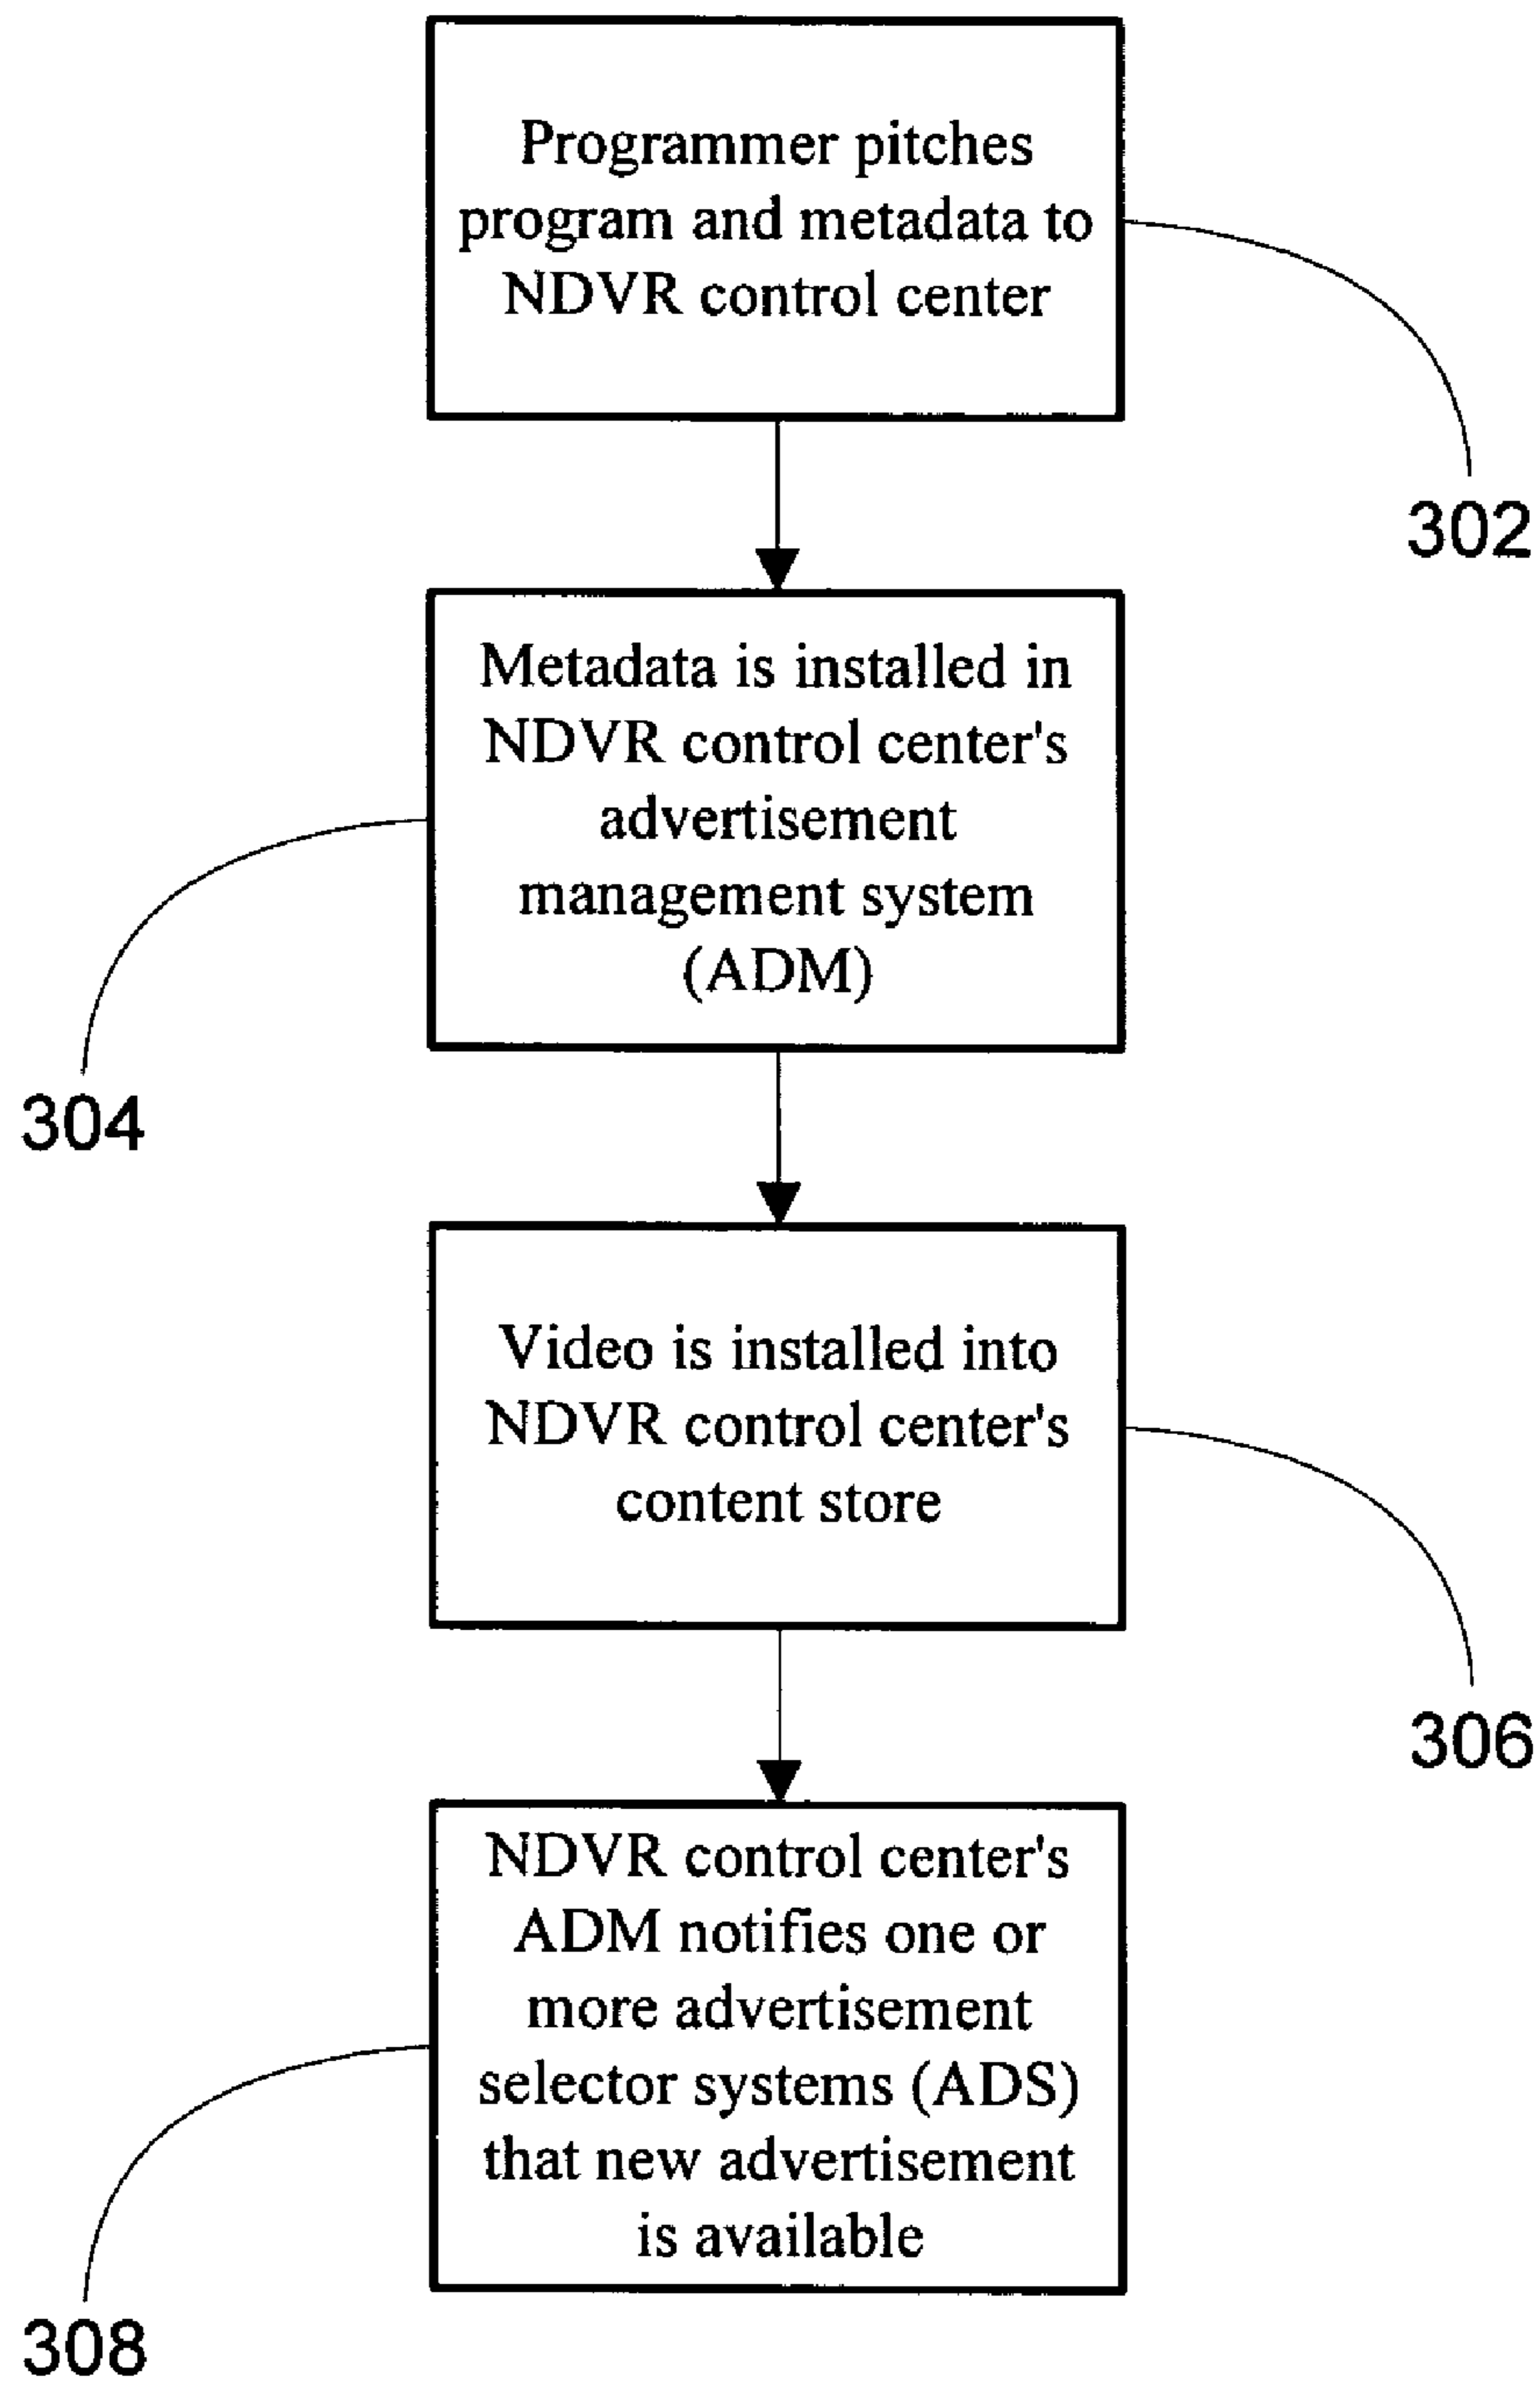 Programmer pitches
program and metadata to
NDVR control center
302
Metadata is installed in
NDVR control center's
advertisement
management system
(ADM)
304
Video is installed into
NDVR control center's
content store
306
NDVR control center's
ADM notifies one or
more advertisement
selector systems (ADS)
that new advertisement
is available
308